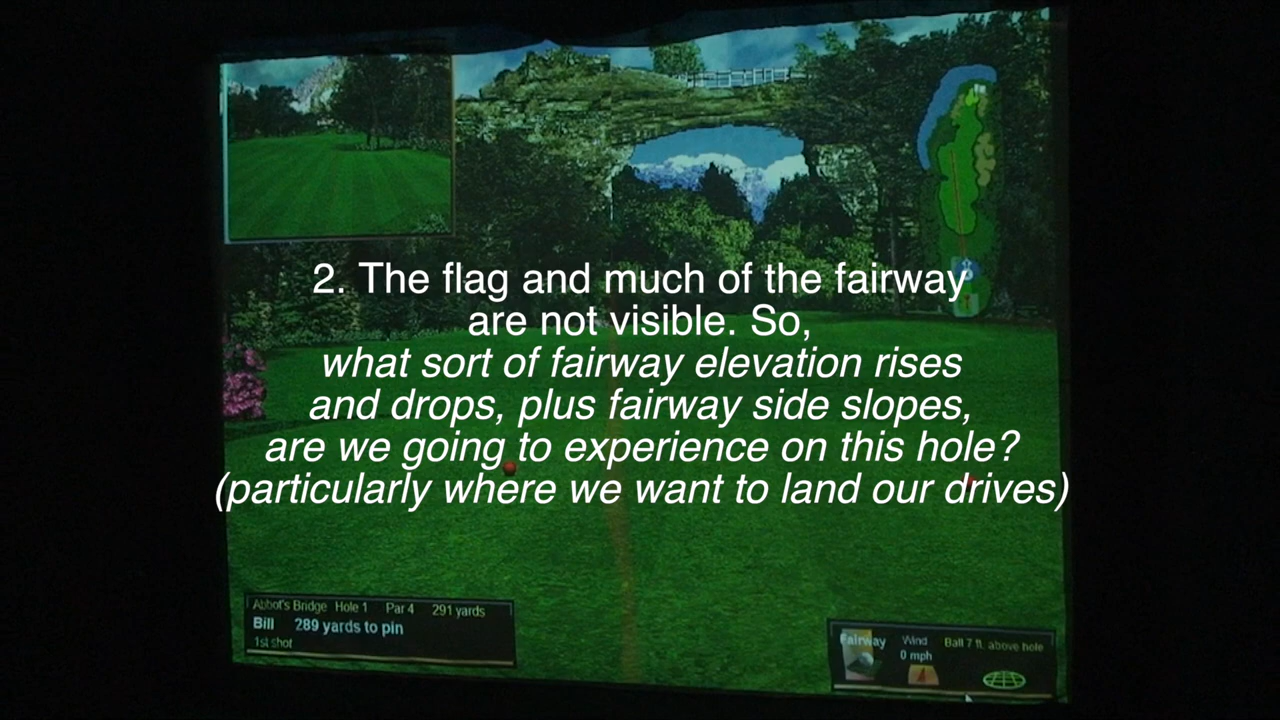 2. The flag and much of the fairway
are not visible. So,
what sort of fairway elevation rises
and drops, plus fairway side slopes,
are we going to experience on this hole?
(particularly where we want to land our drives)
Abbot's Bridge Hole 1 Par 4 291 yards
Bill 289 yards to pin
1st shot
Fairway Wind Ball 7 ft. above hole
0 mph